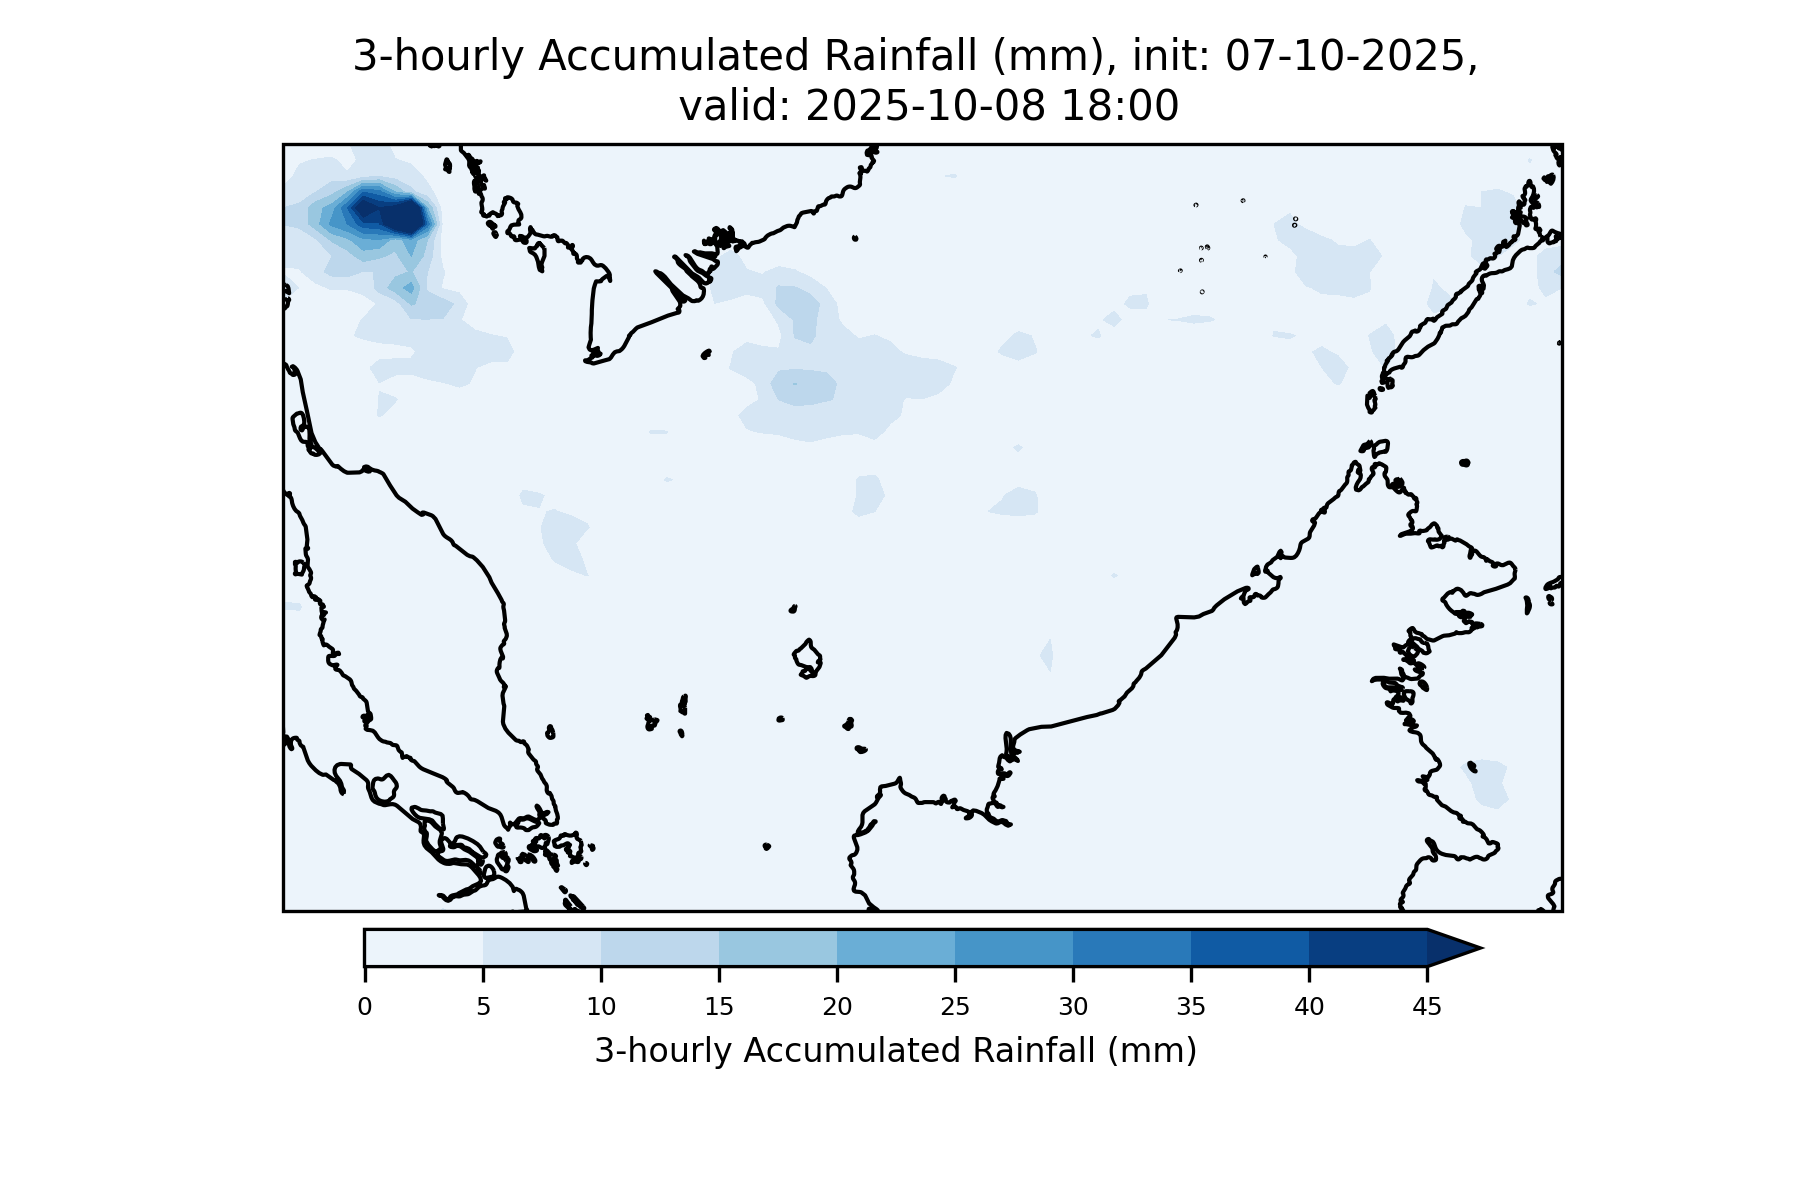 3-hourly Accumulated Rainfall (mm), init: 07-10-2025,
valid: 2025-10-08 18:00
0 5 10 15 20 25 30 35 40 45
3-hourly Accumulated Rainfall (mm)